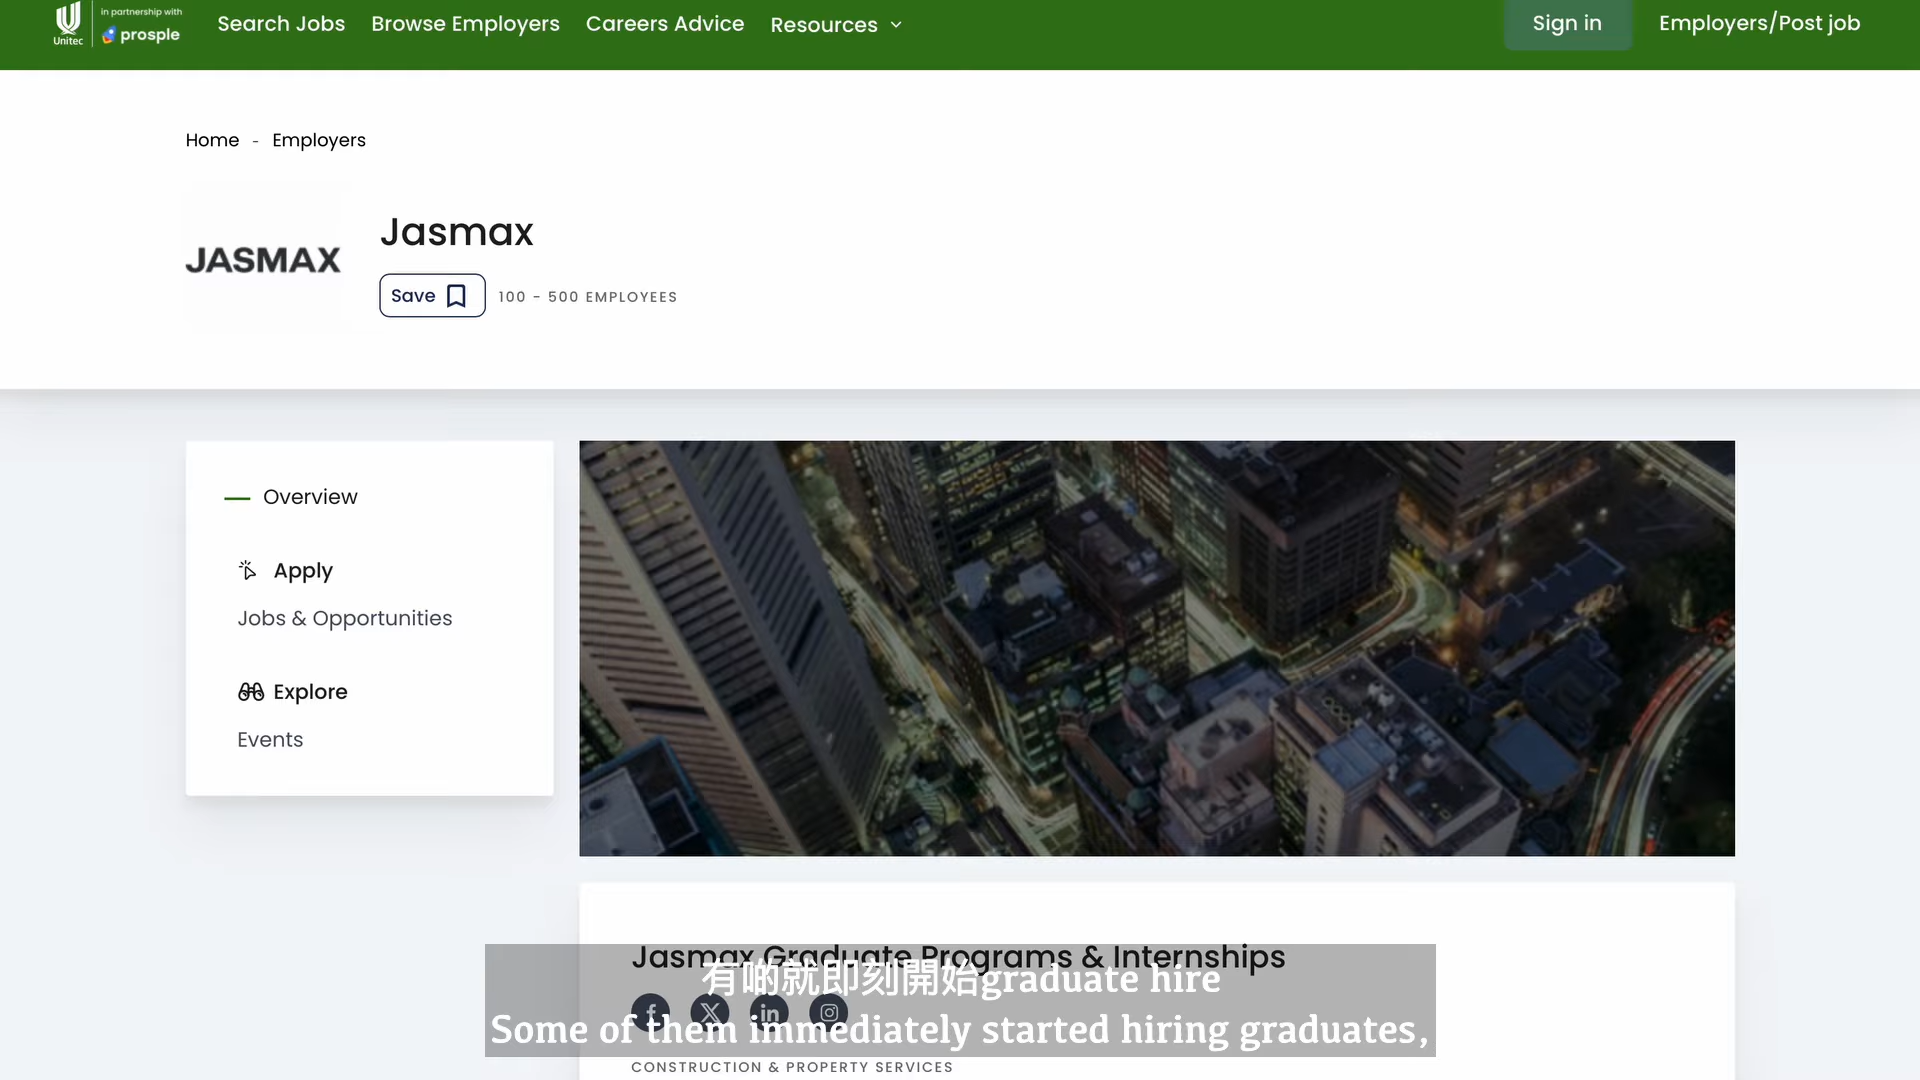 Unitec
in partnership with
prosple
Search Jobs
Browse Employers
Careers Advice
Resources
Sign in
Employers/Post job
Home - Employers
JASMAX
Jasmax
Save
100 - 500 EMPLOYEES
Overview
Apply
Jobs & Opportunities
Explore
Events
Jasmax Graduate Programs & Internships
有啲就即刻開始graduate hire
Some of them immediately started hiring graduates,
CONSTRUCTION & PROPERTY SERVICES